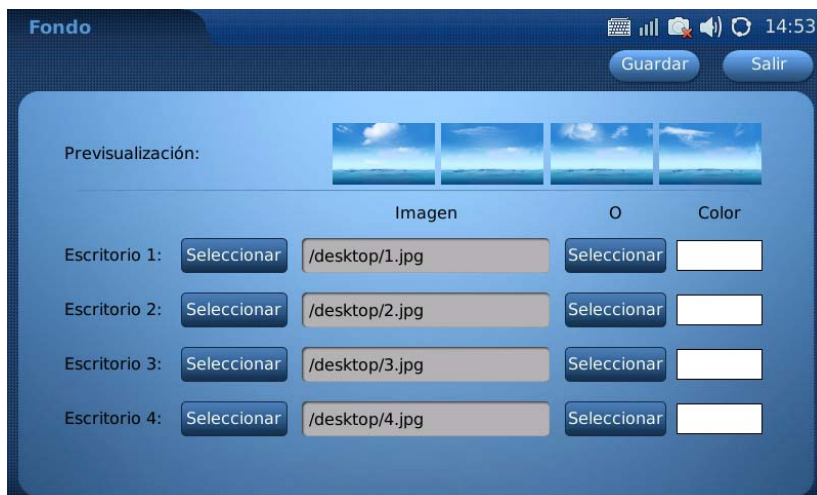 Fondo 14:53
Guardar Salir
Previsualización:
Imagen O Color
Escritorio 1: Seleccionar /desktop/1.jpg Seleccionar
Escritorio 2: Seleccionar /desktop/2.jpg Seleccionar
Escritorio 3: Seleccionar /desktop/3.jpg Seleccionar
Escritorio 4: Seleccionar /desktop/4.jpg Seleccionar